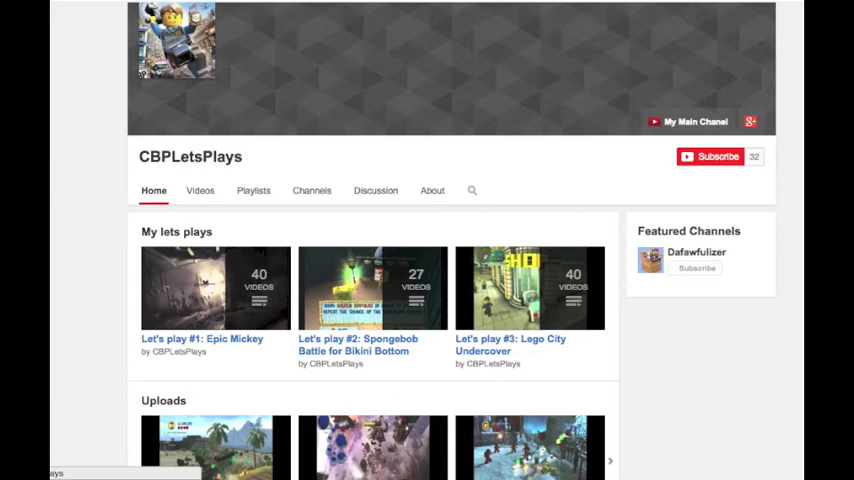 My Main Chanel
CBPLetsPlays
Subscribe 32
Home Videos Playlists Channels Discussion About
My lets plays
Featured Channels
Dafawfulizer
Subscribe
40 VIDEOS
27 VIDEOS
40 VIDEOS
Let's play #1: Epic Mickey
by CBPLetsPlays
Let's play #2: Spongebob
Battle for Bikini Bottom
by CBPLetsPlays
Let's play #3: Lego City
Undercover
by CBPLetsPlays
Uploads
ays